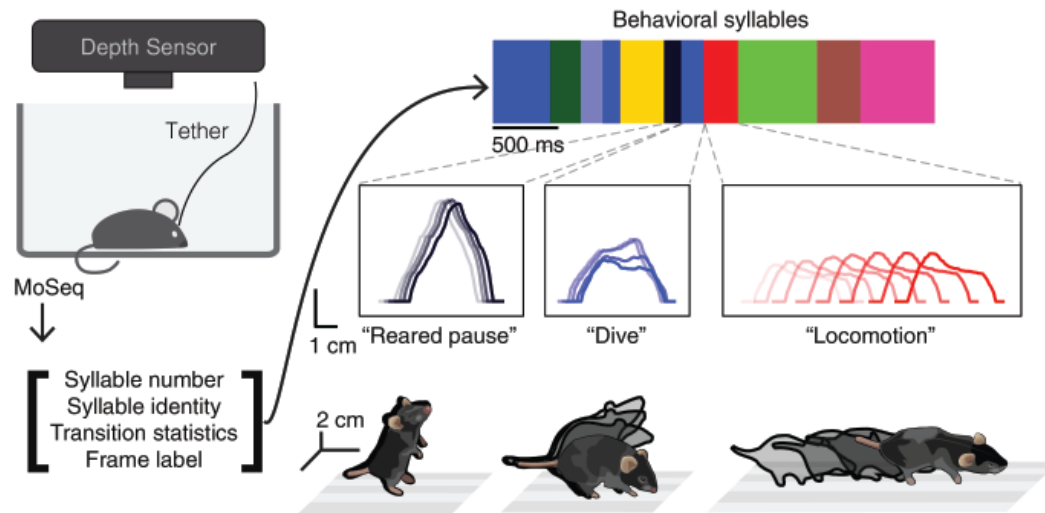 Depth Sensor
Tether
MoSeq
Syllable number
Syllable identity
Transition statistics
Frame label
Behavioral syllables
500 ms
1 cm
“Reared pause”
“Dive”
“Locomotion”
2 cm